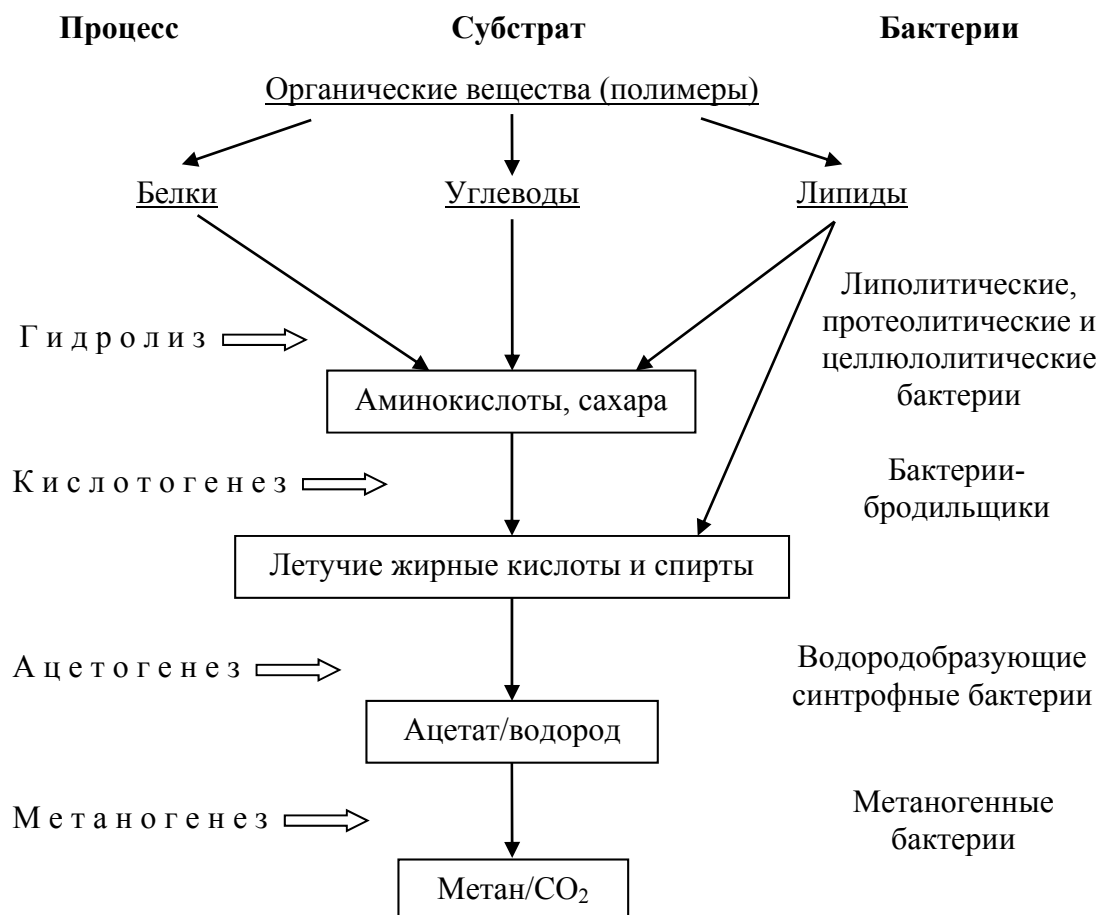 Процесс Субстрат Бактерии
Органические вещества (полимеры)
Белки Углеводы Липиды
Липолитические,
протеолитические и
целлюлолитические
бактерии
Гидролиз
Аминокислоты, сахара
Кислотогенез
Бактерии-
бродильщики
Летучие жирные кислоты и спирты
Ацетогенез
Водородобразующие
синтрофные бактерии
Ацетат/водород
Метаногенез
Метаногенные
бактерии
Метан/CO₂